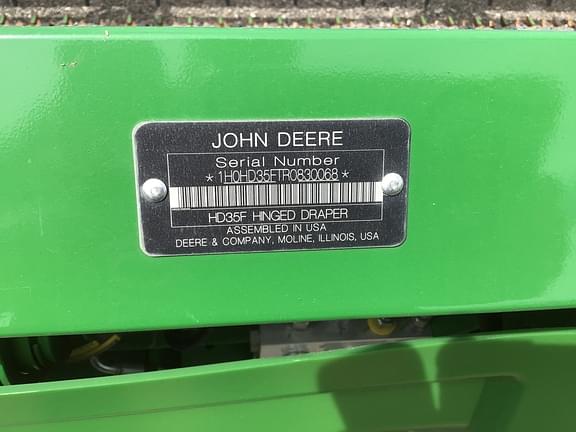 JOHN DEERE
Serial Number
*1H0HD35FTR0830068*
HD35F HINGED DRAPER
ASSEMBLED IN USA
DEERE & COMPANY, MOLINE, ILLINOIS, USA